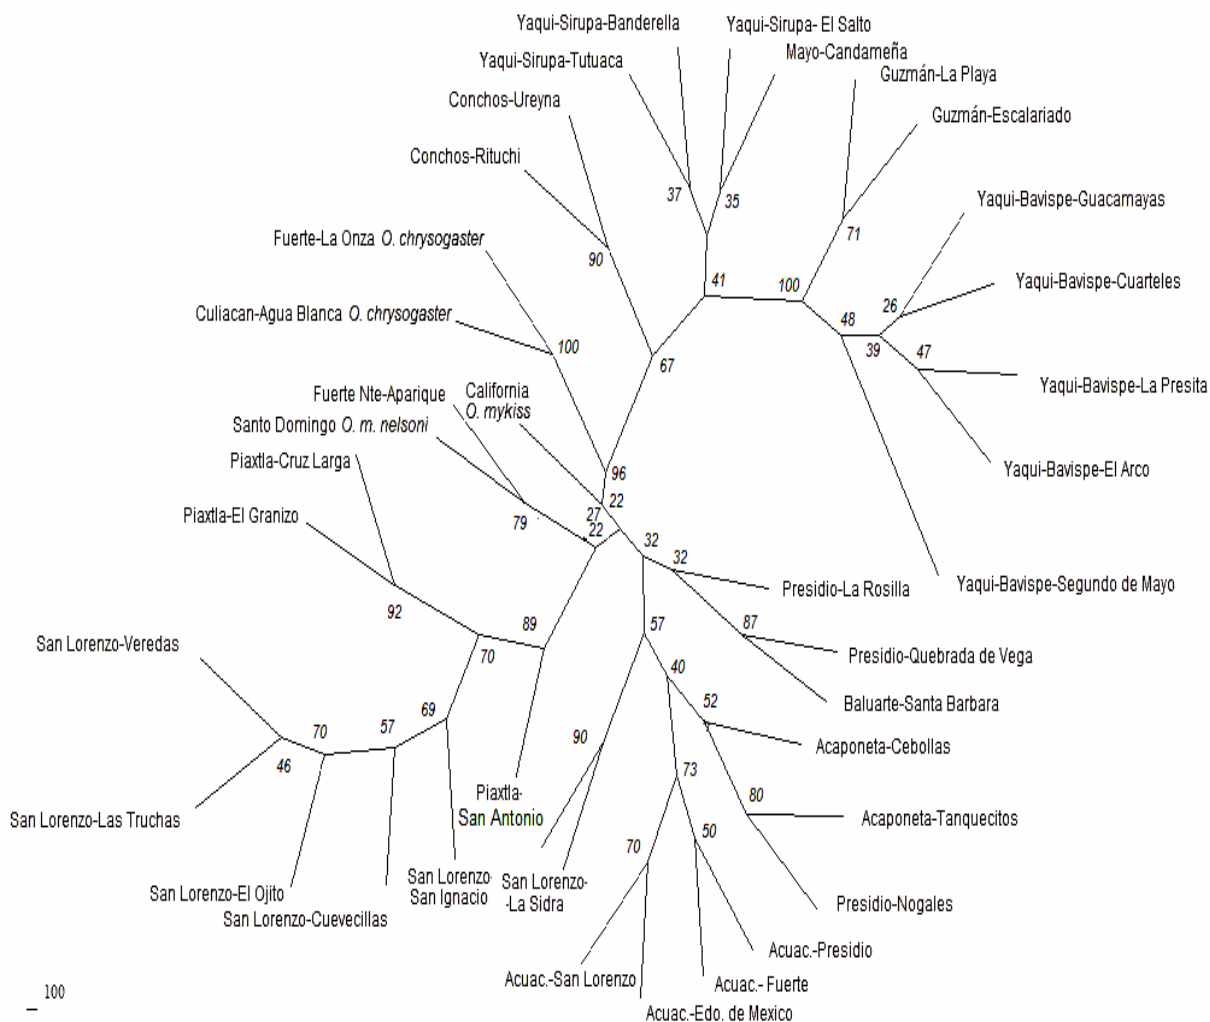 Yaqui-Sirupa-Banderella
Yaqui-Sirupa- El Salto
Yaqui-Sirupa-Tutuaca
Mayo-Candameña
Guzmán-La Playa
Conchos-Ureyna
Guzmán-Escalariado
Conchos-Rituchi
37
35
Yaqui-Bavispe-Guacamayas
71
Fuerte-La Onza O. chrysogaster
90
Yaqui-Bavispe-Cuarteles
41
100
26
Culiacan-Agua Blanca O. chrysogaster
48
39
100
47
67
Fuerte Nte-Aparique
California
O. mykiss
Yaqui-Bavispe-La Presita
Santo Domingo O. m. nelsoni
Piaxtla-Cruz Larga
96
Yaqui-Bavispe-El Arco
22
Piaxtla-El Granizo
27
79
22
32
32
Presidio-La Rosilla
Yaqui-Bavispe-Segundo de Mayo
92
89
57
87
San Lorenzo-Veredas
70
Presidio-Quebrada de Vega
40
69
52
Baluarte-Santa Barbara
70
57
90
Acaponeta-Cebollas
46
73
Piaxtla-
San Antonio
80
San Lorenzo-Las Truchas
Acaponeta-Tanquecitos
50
70
San Lorenzo-El Ojito
San Lorenzo-
San Ignacio
San Lorenzo-
-La Sidra
San Lorenzo-Cuevecillas
Presidio-Nogales
Acuac.-Presidio
Acuac.-San Lorenzo
Acuac.- Fuerte
100
Acuac.-Edo. de Mexico